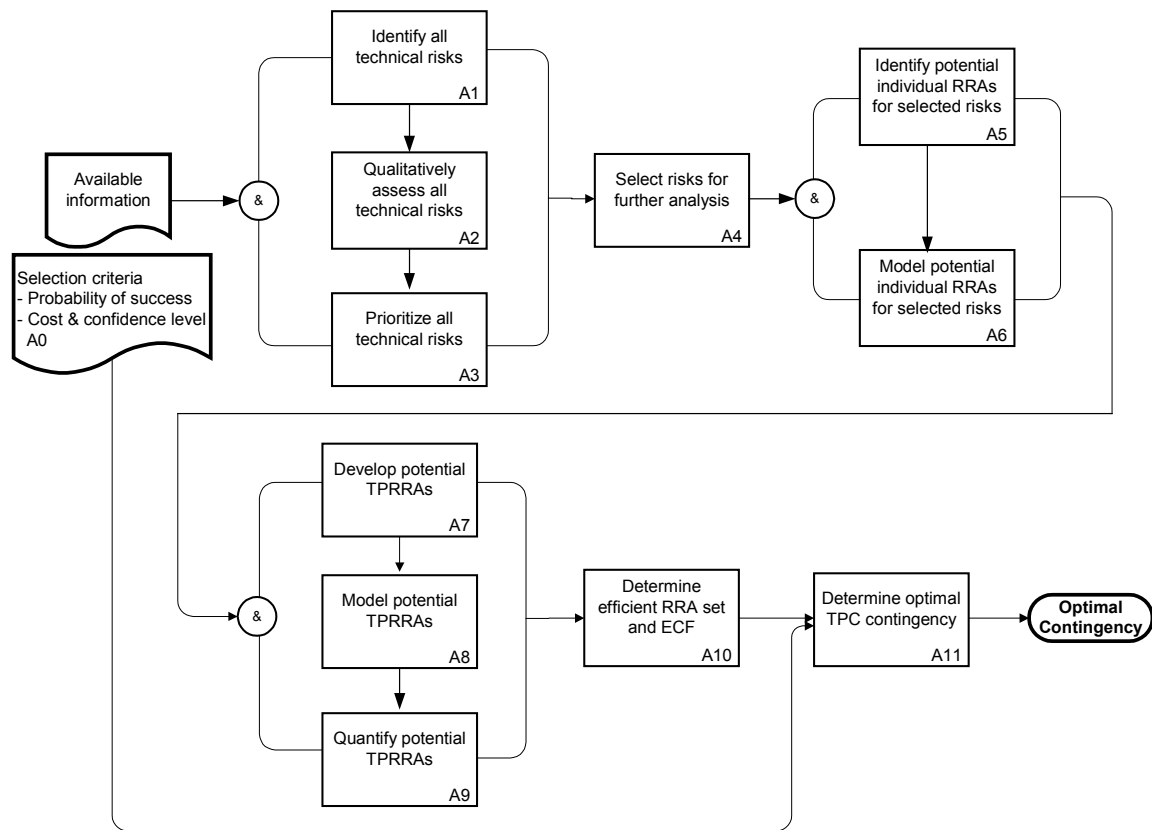 Identify all
technical risks
A1
Qualitatively
assess all
technical risks
A2
Prioritize all
technical risks
A3
Available
information
&
Selection criteria
- Probability of success
- Cost & confidence level
A0
Select risks for
further analysis
A4
&
Identify potential
individual RRAs
for selected risks
A5
Model potential
individual RRAs
for selected risks
A6
&
Develop potential
TPRRAs
A7
Model potential
TPRRAs
A8
Quantify potential
TPRRAs
A9
Determine
efficient RRA set
and ECF
A10
Determine optimal
TPC contingency
A11
Optimal
Contingency